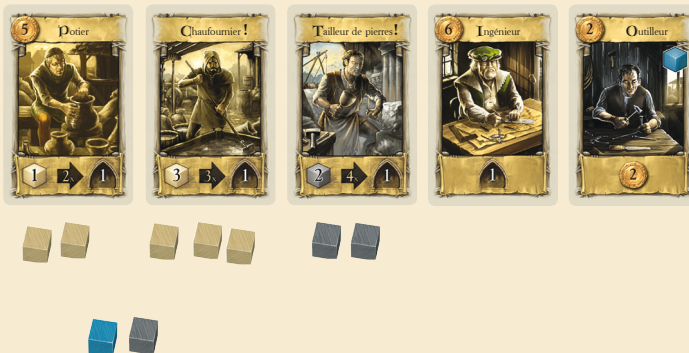 5 Potier
Chaufournier !
Tailleur de pierres !
6 Ingénieur
2 Outilleur
1 2 1
3 3 1
2 4 1
1
2